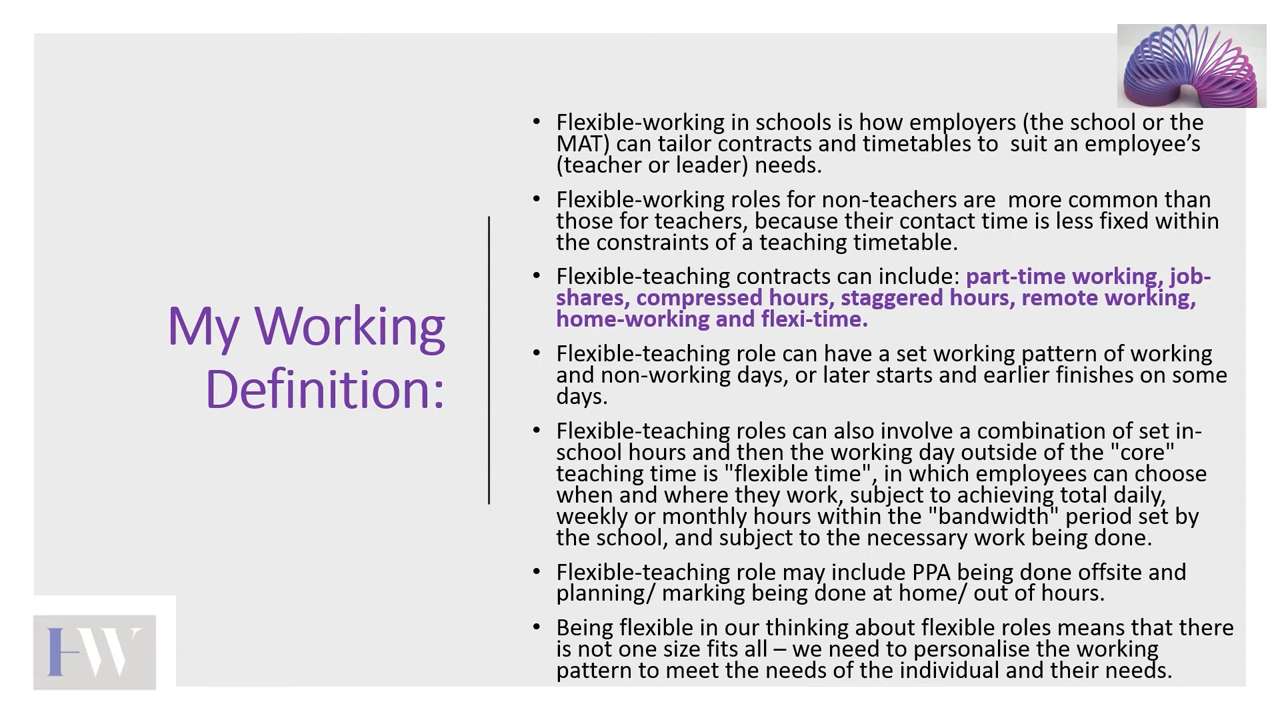 My Working
Definition:
• Flexible-working in schools is how employers (the school or the
MAT) can tailor contracts and timetables to  suit an employee's
(teacher or leader) needs.
• Flexible-working roles for non-teachers are  more common than
those for teachers, because their contact time is less fixed within
the constraints of a teaching timetable.
• Flexible-teaching contracts can include: part-time working, job-
shares, compressed hours, staggered hours, remote working,
home-working and flexi-time.
• Flexible-teaching role can have a set working pattern of working
and non-working days, or later starts and earlier finishes on some
days.
• Flexible-teaching roles can also involve a combination of set in-
school hours and then the working day outside of the "core"
teaching time is "flexible time", in which employees can choose
when and where they work, subject to achieving total daily,
weekly or monthly hours within the "bandwidth" period set by
the school, and subject to the necessary work being done.
• Flexible-teaching role may include PPA being done offsite and
planning/ marking being done at home/ out of hours.
• Being flexible in our thinking about flexible roles means that there
is not one size fits all – we need to personalise the working
pattern to meet the needs of the individual and their needs.
HW